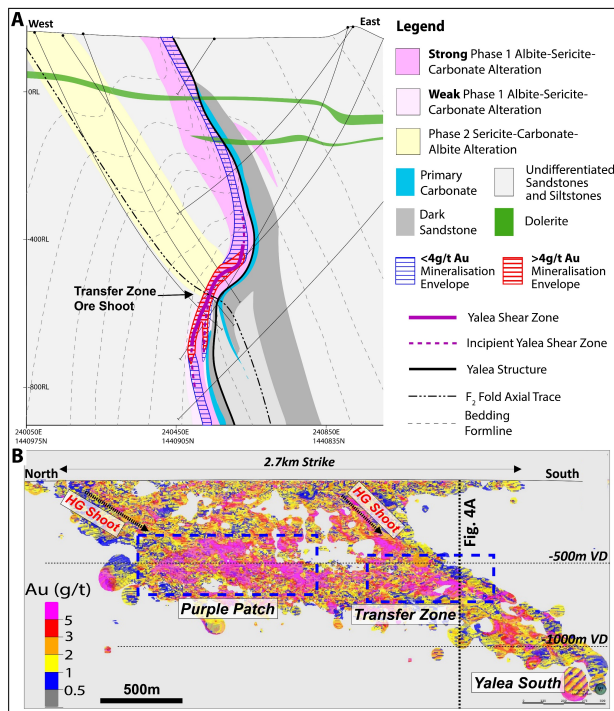 A
West
East
0RL
-400RL
-800RL
Transfer Zone
Ore Shoot
240050E
1440975N
240450E
1440905N
240850E
1440835N
Legend
Strong Phase 1 Albite-Sericite-
Carbonate Alteration
Weak Phase 1 Albite-Sericite-
Carbonate Alteration
Phase 2 Sericite-Carbonate-
Albite Alteration
Primary
Carbonate
Undifferentiated
Sandstones
and Siltstones
Dark
Sandstone
Dolerite
<4g/t Au
Mineralisation
Envelope
>4g/t Au
Mineralisation
Envelope
Yalea Shear Zone
Incipient Yalea Shear Zone
Yalea Structure
F2 Fold Axial Trace
Bedding
Formline
B
2.7km Strike
North
South
HG Shoot
HG Shoot
Fig. 4A
-500m VD
Purple Patch
Transfer Zone
-1000m VD
Yalea South
Au (g/t)
5
3
2
1
0.5
500m